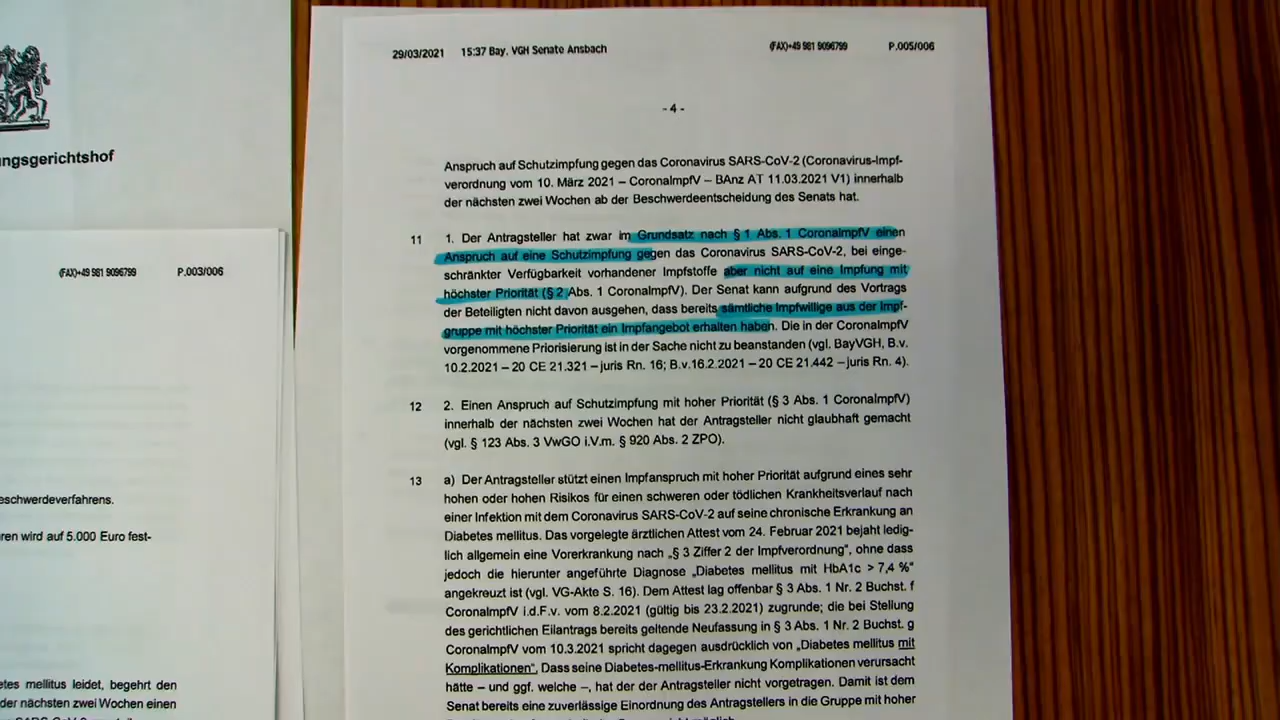 ngsgerichtshof
(FAX)+49 981 9096799 P.003/006
eschwerdeverfahrens.
ren wird auf 5.000 Euro fest-
etes mellitus leidet, begehrt den
der nächsten zwei Wochen einen
29/03/2021 15:37 Bay. VGH Senate Ansbach (FAX)+49 981 9096799 P.005/006
- 4 -
Anspruch auf Schutzimpfung gegen das Coronavirus SARS-CoV-2 (Coronavirus-Impf-
verordnung vom 10. März 2021 – CoronaImpfV – BAnz AT 11.03.2021 V1) innerhalb
der nächsten zwei Wochen ab der Beschwerdeentscheidung des Senats hat.
11 1. Der Antragsteller hat zwar im Grundsatz nach § 1 Abs. 1 CoronaImpfV einen
Anspruch auf eine Schutzimpfung gegen das Coronavirus SARS-CoV-2, bei einge-
schränkter Verfügbarkeit vorhandener Impfstoffe aber nicht auf eine Impfung mit
höchster Priorität (§ 2 Abs. 1 CoronaImpfV). Der Senat kann aufgrund des Vortrags
der Beteiligten nicht davon ausgehen, dass bereits sämtliche Impfwillige aus der Impf-
gruppe mit höchster Priorität ein Impfangebot erhalten haben. Die in der CoronaImpfV
vorgenommene Priorisierung ist in der Sache nicht zu beanstanden (vgl. BayVGH, B.v.
10.2.2021 – 20 CE 21.321 – juris Rn. 16; B.v.16.2.2021 – 20 CE 21.442 – juris Rn. 4).
12 2. Einen Anspruch auf Schutzimpfung mit hoher Priorität (§ 3 Abs. 1 CoronaImpfV)
innerhalb der nächsten zwei Wochen hat der Antragsteller nicht glaubhaft gemacht
(vgl. § 123 Abs. 3 VwGO i.V.m. § 920 Abs. 2 ZPO).
13 a) Der Antragsteller stützt einen Impfanspruch mit hoher Priorität aufgrund eines sehr
hohen oder hohen Risikos für einen schweren oder tödlichen Krankheitsverlauf nach
einer Infektion mit dem Coronavirus SARS-CoV-2 auf seine chronische Erkrankung an
Diabetes mellitus. Das vorgelegte ärztlichen Attest vom 24. Februar 2021 bejaht ledig-
lich allgemein eine Vorerkrankung nach „§ 3 Ziffer 2 der Impfverordnung“, ohne dass
jedoch die hierunter angeführte Diagnose „Diabetes mellitus mit HbA1c > 7,4 %“
angekreuzt ist (vgl. VG-Akte S. 16). Dem Attest lag offenbar § 3 Abs. 1 Nr. 2 Buchst. f
CoronaImpfV i.d.F.v. vom 8.2.2021 (gültig bis 23.2.2021) zugrunde; die bei Stellung
des gerichtlichen Eilantrags bereits geltende Neufassung in § 3 Abs. 1 Nr. 2 Buchst. g
CoronaImpfV vom 10.3.2021 spricht dagegen ausdrücklich von „Diabetes mellitus mit
Komplikationen“. Dass seine Diabetes-mellitus-Erkrankung Komplikationen verursacht
hätte – und ggf. welche –, hat der der Antragsteller nicht vorgetragen. Damit ist dem
Senat bereits eine zuverlässige Einordnung des Antragstellers in die Gruppe mit hoher